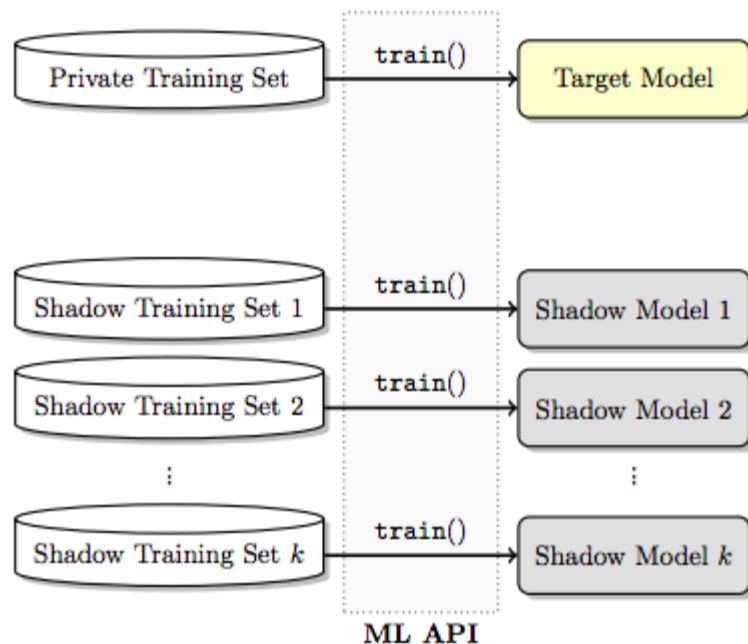 Private Training Set train() Target Model
Shadow Training Set 1 train() Shadow Model 1
Shadow Training Set 2 train() Shadow Model 2
⋮ ⋮
Shadow Training Set k train() Shadow Model k
ML API